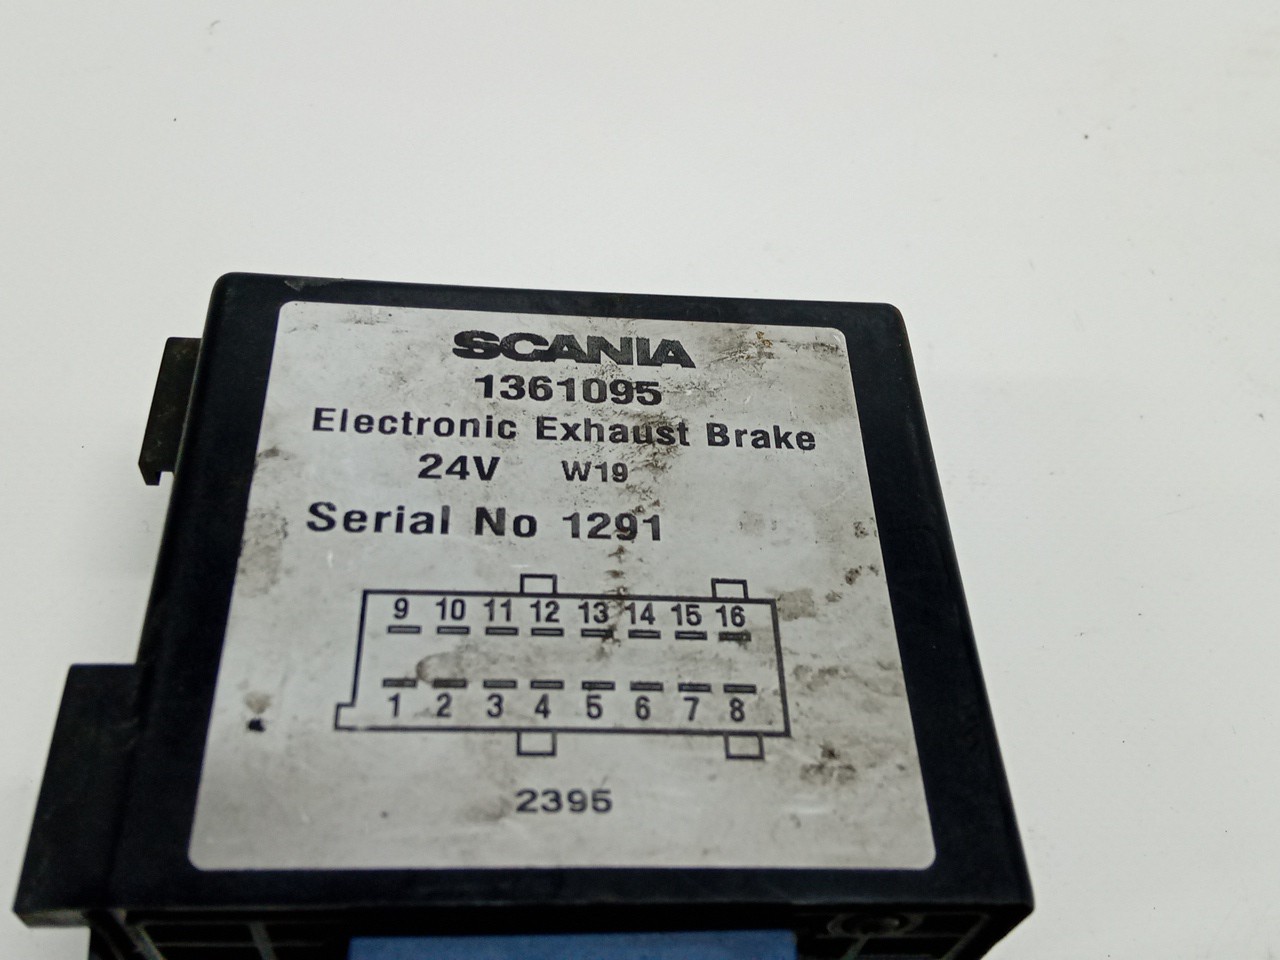 SCANIA
1361095
Electronic Exhaust Brake
24V W19
Serial No 1291
9 10 11 12 13 14 15 16
1 2 3 4 5 6 7 8
2395